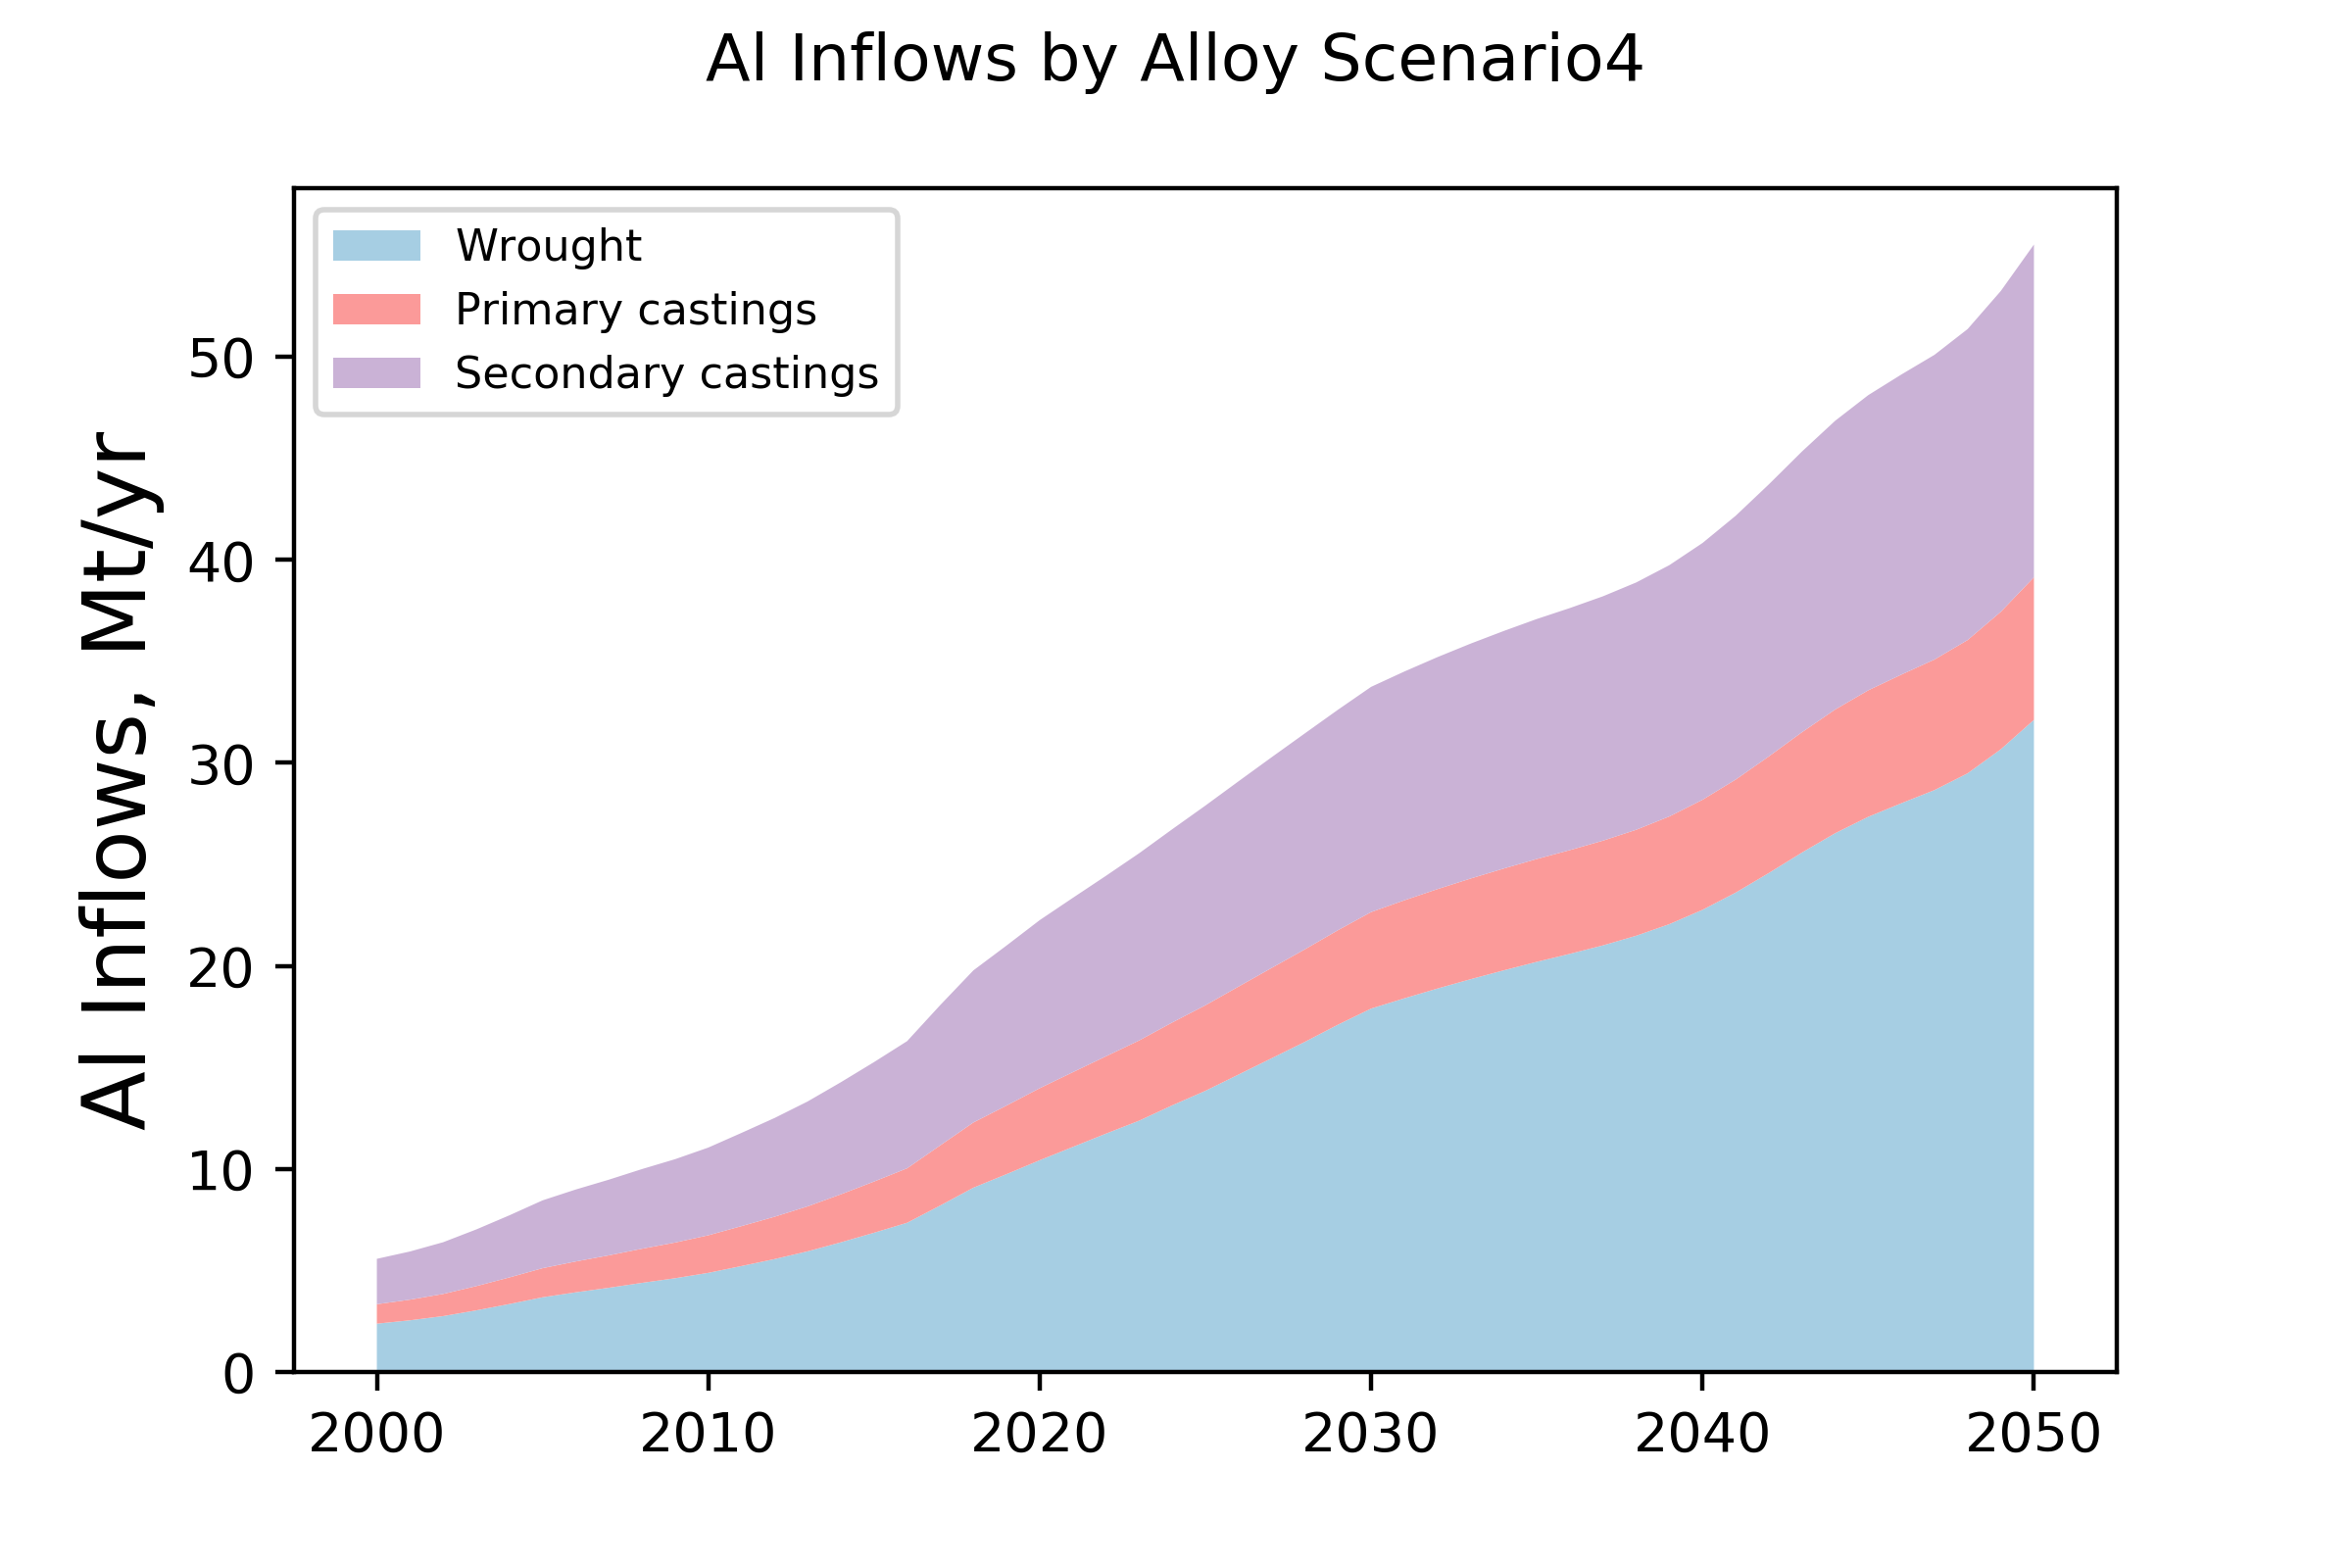 Al Inflows by Alloy Scenario4
Wrought
Primary castings
Secondary castings
Al Inflows, Mt/yr
50
40
30
20
10
0
2000 2010 2020 2030 2040 2050